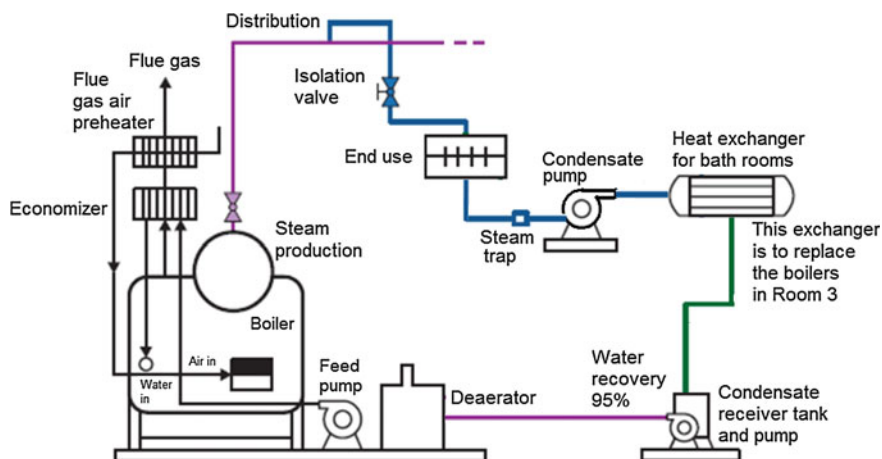 Distribution
Flue gas
Flue
gas air
preheater
Isolation
valve
End use
Condensate
pump
Heat exchanger
for bath rooms
Economizer
Steam
production
Steam
trap
This exchanger
is to replace
the boilers
in Room 3
Boiler
Air in
Water
in
Feed
pump
Deaerator
Water
recovery
95%
Condensate
receiver tank
and pump